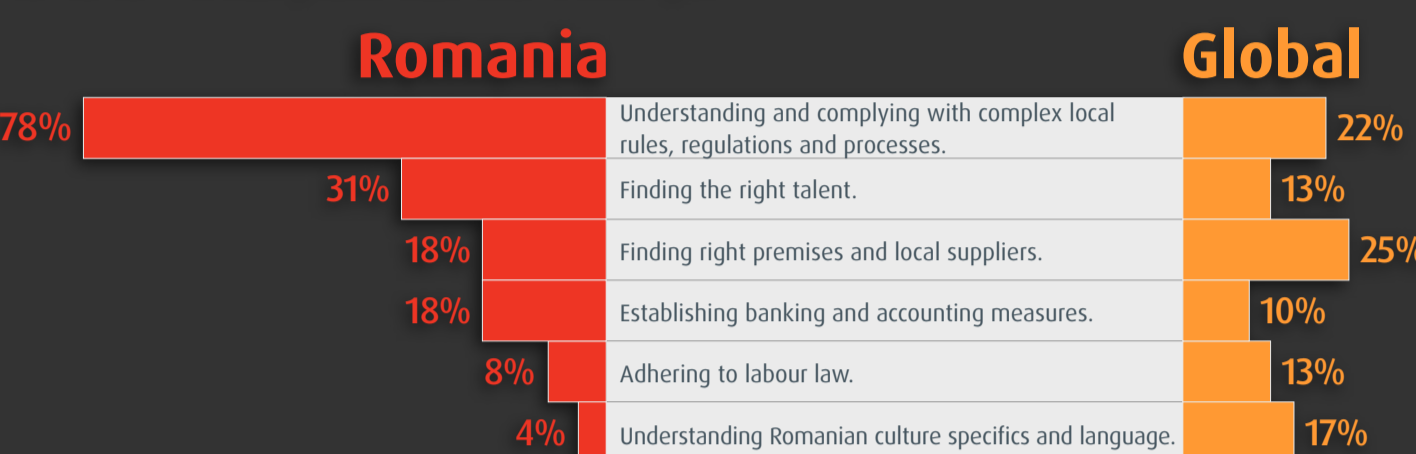 Romania Global
78% Understanding and complying with complex local 22%
rules, regulations and processes.
31% Finding the right talent. 13%
18% Finding right premises and local suppliers. 25%
18% Establishing banking and accounting measures. 10%
8% Adhering to labour law. 13%
4% Understanding Romanian culture specifics and language. 17%